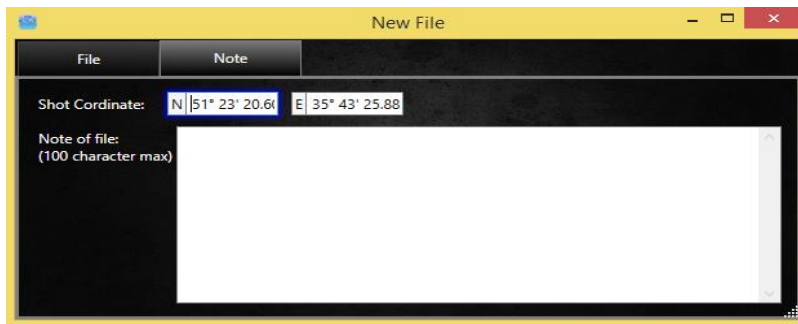 New File
File Note
Shot Cordinate: N 51° 23' 20.60 E 35° 43' 25.88
Note of file:
(100 character max)